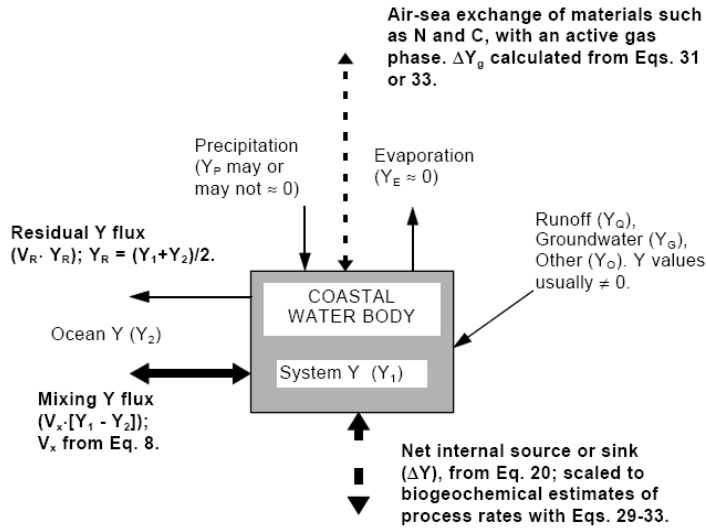 Air-sea exchange of materials such
as N and C, with an active gas
phase. ΔYg calculated from Eqs. 31
or 33.
Precipitation
(YP may or
may not ≈ 0)
Evaporation
(YE ≈ 0)
Runoff (YQ),
Groundwater (YG),
Other (YO). Y values
usually ≠ 0.
Residual Y flux
(VR· YR); YR = (Y1+Y2)/2.
COASTAL
WATER BODY
Ocean Y (Y2)
System Y (Y1)
Mixing Y flux
(Vx·[Y1 - Y2]);
Vx from Eq. 8.
Net internal source or sink
(ΔY), from Eq. 20; scaled to
biogeochemical estimates of
process rates with Eqs. 29-33.